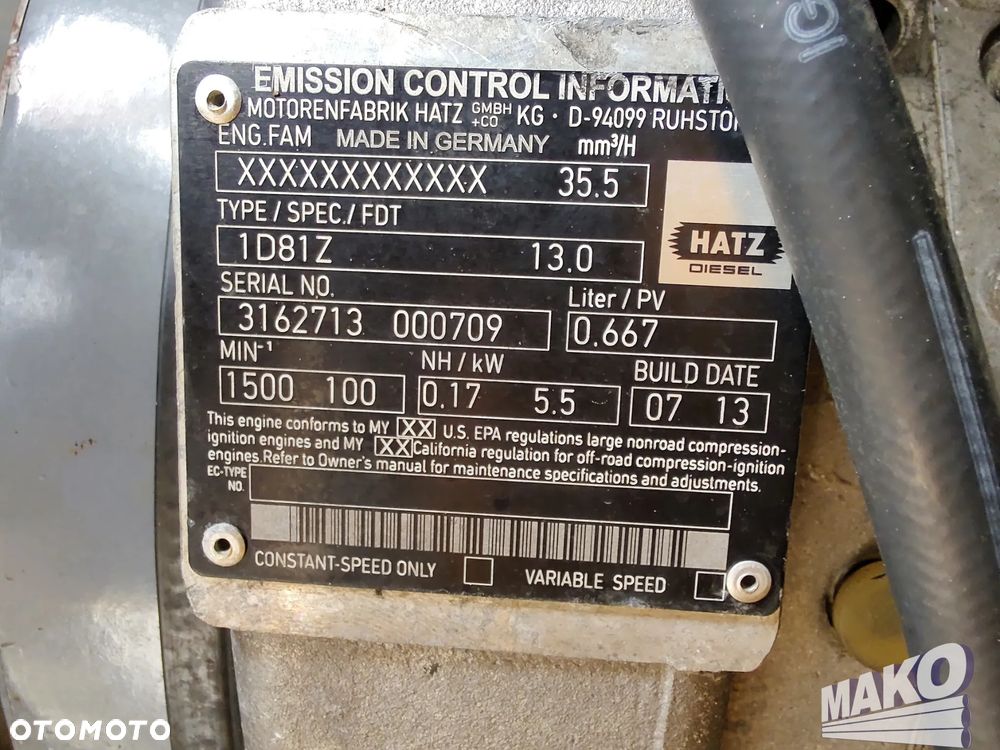 EMISSION CONTROL INFORMATI
MOTORENFABRIK HATZ GMBH +CO KG · D-94099 RUHSTO
ENG.FAM MADE IN GERMANY mm³/H
XXXXXXXXXXXX 35.5
TYPE / SPEC./ FDT
1D81Z 13.0
HATZ
DIESEL
SERIAL NO. Liter / PV
3162713 000709 0.667
MIN⁻¹ NH / kW BUILD DATE
1500 100 0.17 5.5 07 13
This engine conforms to MY XX U.S. EPA regulations large nonroad compression-
ignition engines and MY XX California regulation for off-road compression-ignition
engines.Refer to Owner's manual for maintenance specifications and adjustments.
EC-TYPE
NO.
CONSTANT-SPEED ONLY VARIABLE SPEED
IG
MAKO
OTOMOTO